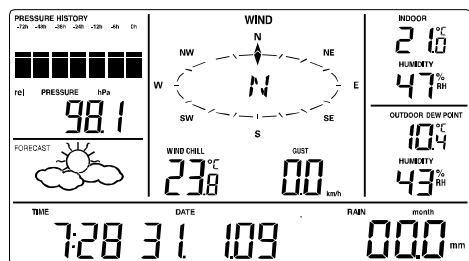 PRESSURE HISTORY
-72h -48h -36h -24h -12h -6h 0h
rel PRESSURE hPa
98.1
FORECAST
WIND
N
NW NE
W E
N
SW SE
S
WIND CHILL GUST
23.8 °C 0.0 km/h
INDOOR
21.0 °C
HUMIDITY
47 % RH
OUTDOOR DEW POINT
10.4 °C
HUMIDITY
43 % RH
TIME DATE RAIN month
7:28 31. 1.09 00.0 mm